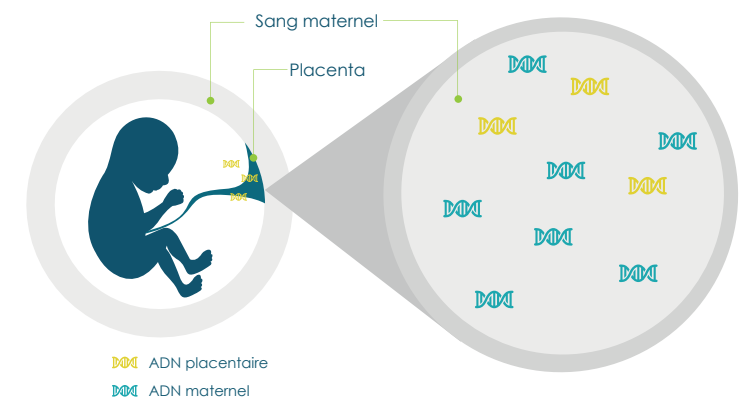 Sang maternel
Placenta
ADN placentaire
ADN maternel